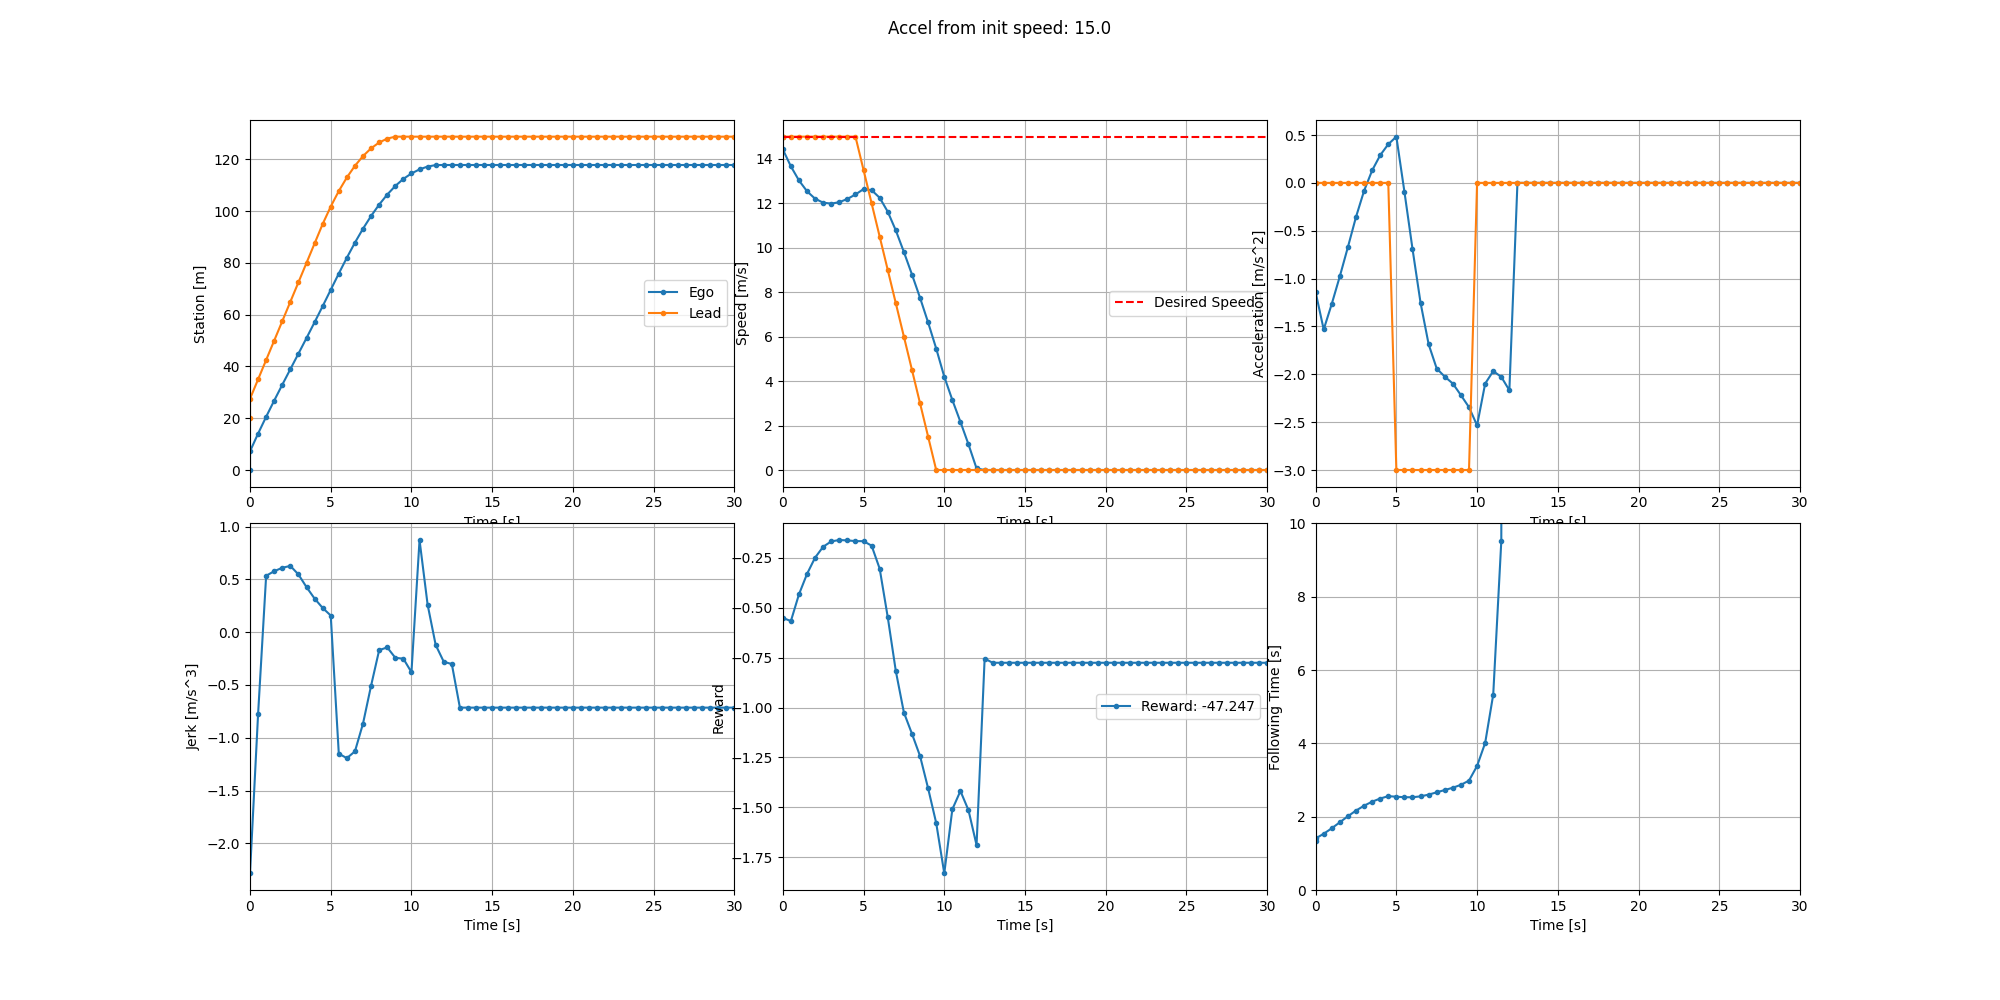 Accel from init speed: 15.0
Station [m]
120
100
80
60
40
20
0
0 5 10 15 20 25 30
Time [s]
Ego
Lead
Speed [m/s]
14
12
10
8
6
4
2
0
0 5 10 15 20 25 30
Time [s]
Desired Speed
Acceleration [m/s^2]
0.5
0.0
−0.5
−1.0
−1.5
−2.0
−2.5
−3.0
0 5 10 15 20 25 30
Time [s]
Jerk [m/s^3]
1.0
0.5
0.0
−0.5
−1.0
−1.5
−2.0
0 5 10 15 20 25 30
Time [s]
Reward
−0.25
−0.50
−0.75
−1.00
−1.25
−1.50
−1.75
0 5 10 15 20 25 30
Time [s]
Reward: -47.247
Following Time [s]
10
8
6
4
2
0
0 5 10 15 20 25 30
Time [s]